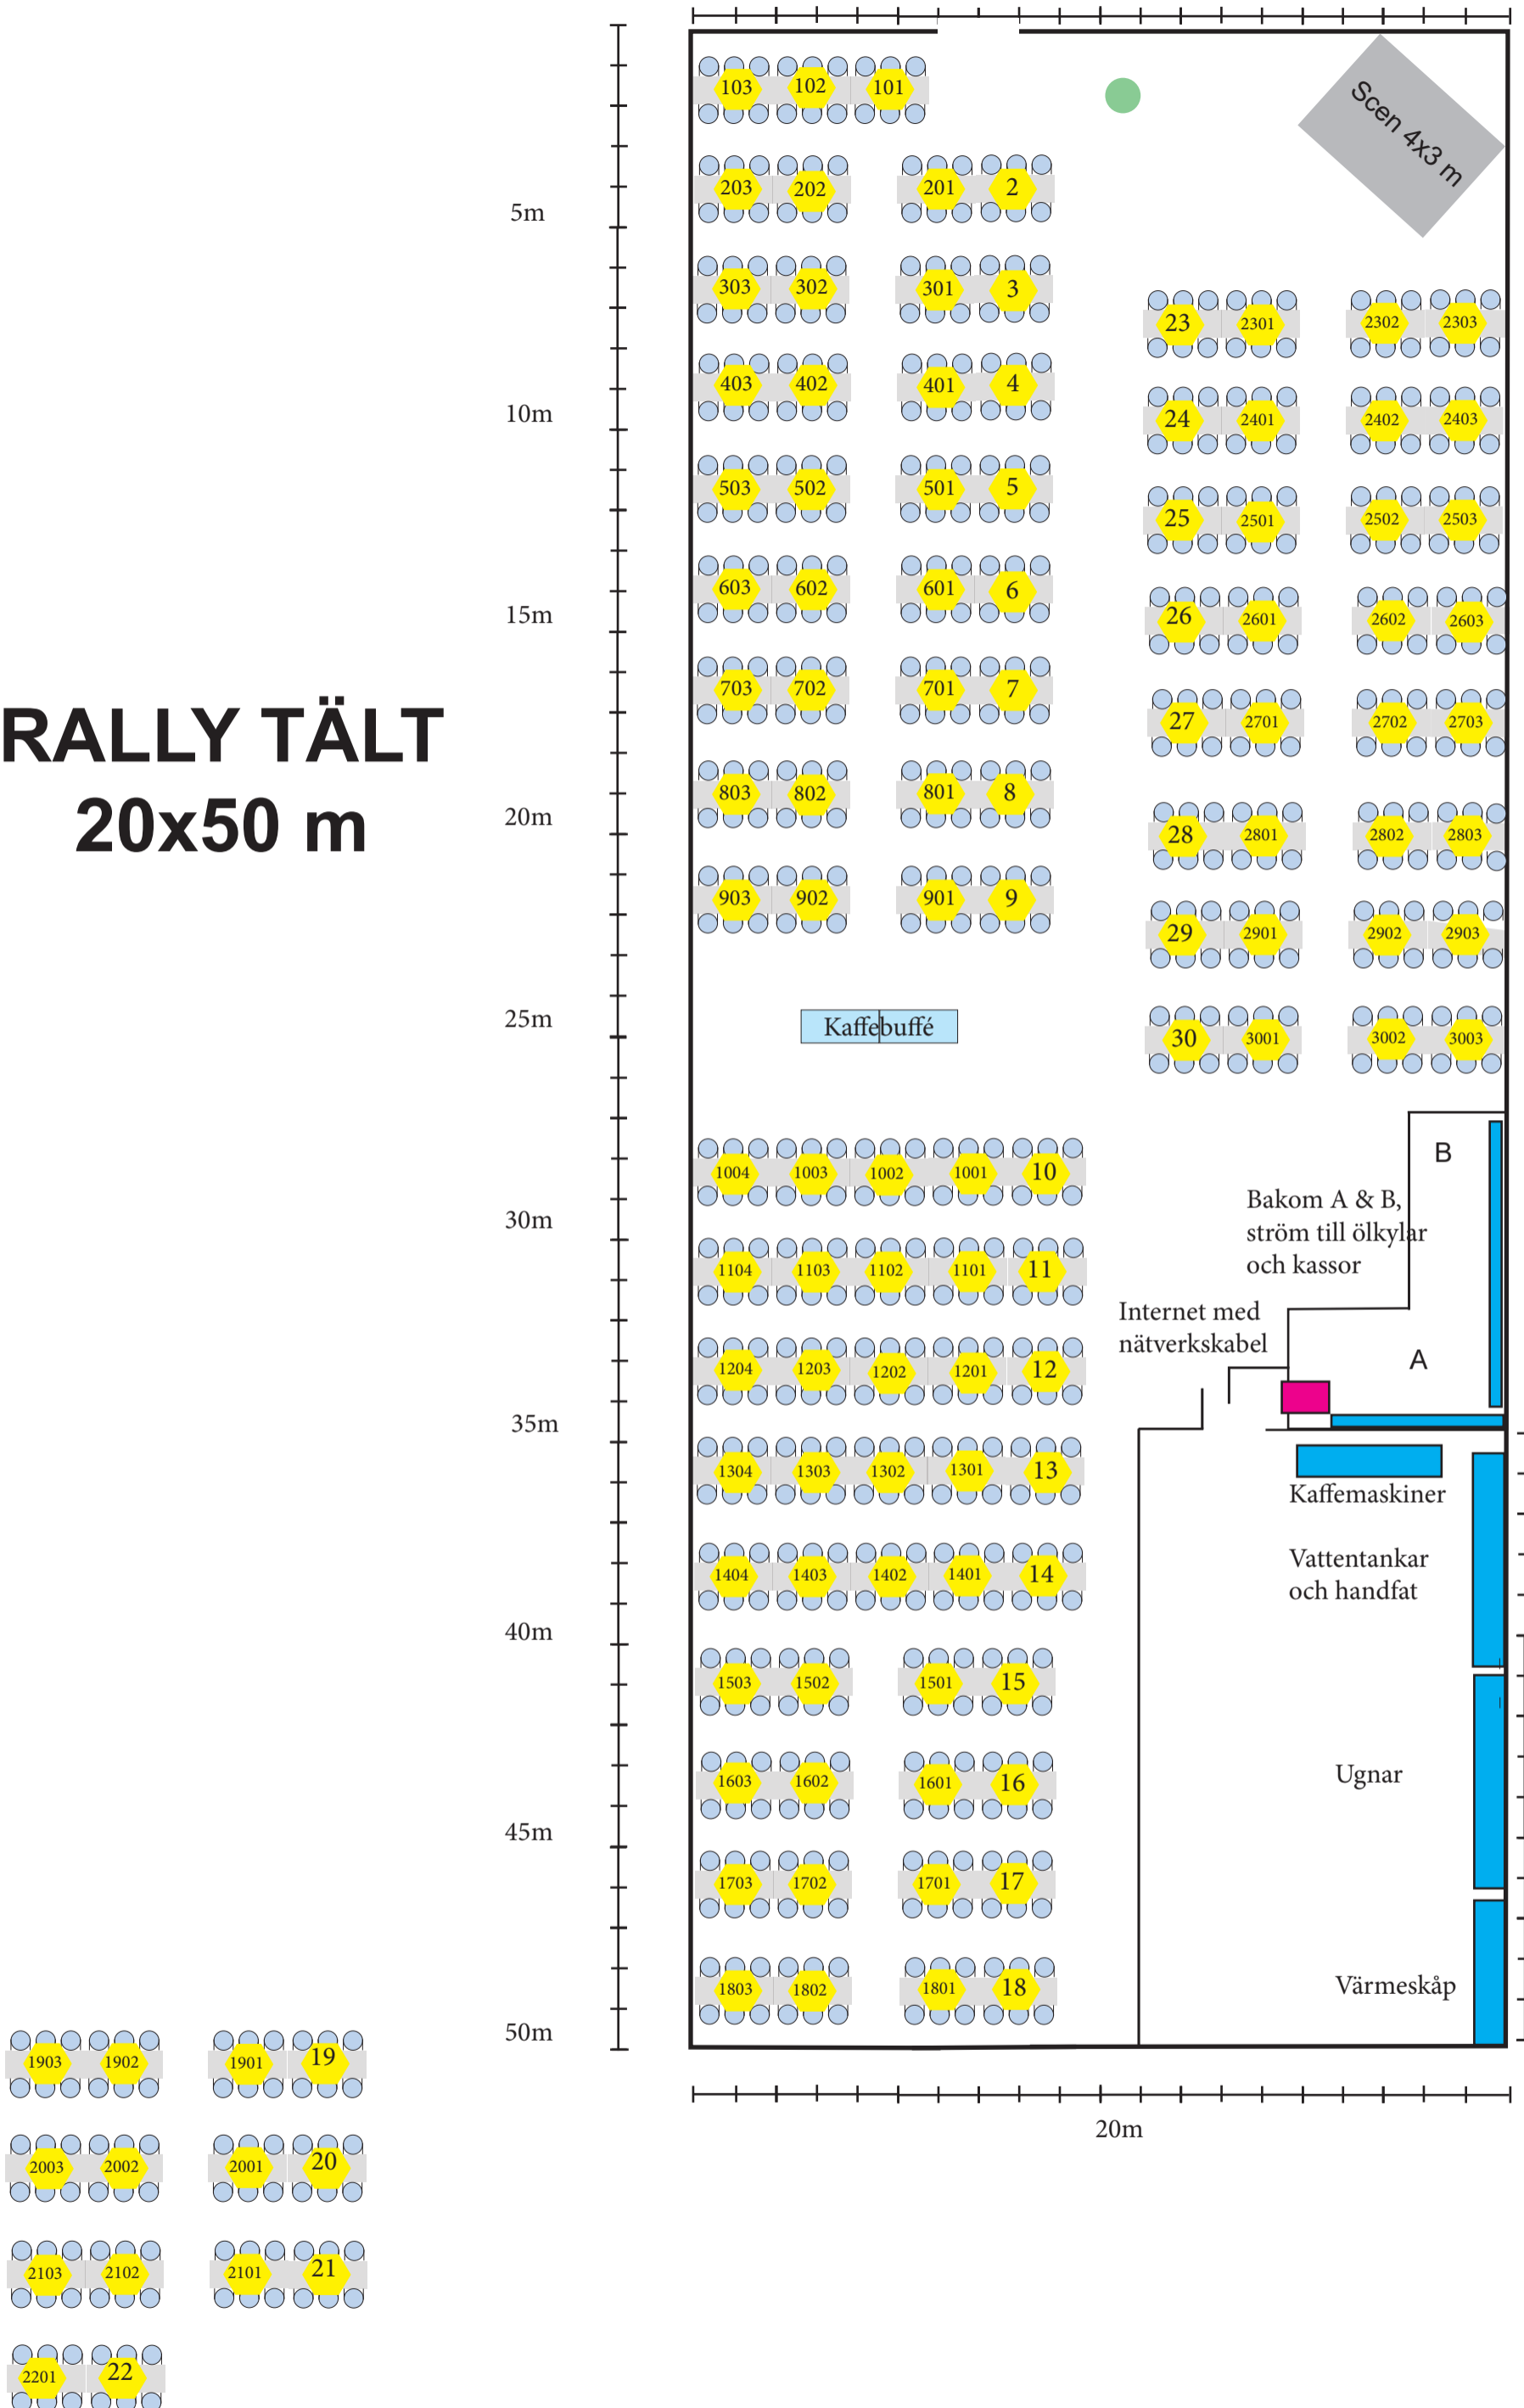 103 102 101
Scen 4x3 m
203 202 201 2
5m
303 302 301 3
23 2301 2302 2303
403 402 401 4
10m
24 2401 2402 2403
503 502 501 5
25 2501 2502 2503
603 602 601 6
15m
26 2601 2602 2603
703 702 701 7
27 2701 2702 2703
RALLY TÄLT
20x50 m
803 802 801 8
20m
28 2801 2802 2803
903 902 901 9
29 2901 2902 2903
25m
Kaffebuffé
30 3001 3002 3003
B
1004 1003 1002 1001 10
Bakom A & B,
ström till ölkylar
och kassor
30m
1104 1103 1102 1101 11
Internet med
nätverkskabel
A
1204 1203 1202 1201 12
35m
1304 1303 1302 1301 13
Kaffemaskiner
Vattentankar
och handfat
1404 1403 1402 1401 14
40m
1503 1502 1501 15
Ugnar
1603 1602 1601 16
45m
1703 1702 1701 17
Värmeskåp
1803 1802 1801 18
50m
1903 1902 1901 19
20m
2003 2002 2001 20
2103 2102 2101 21
2201 22